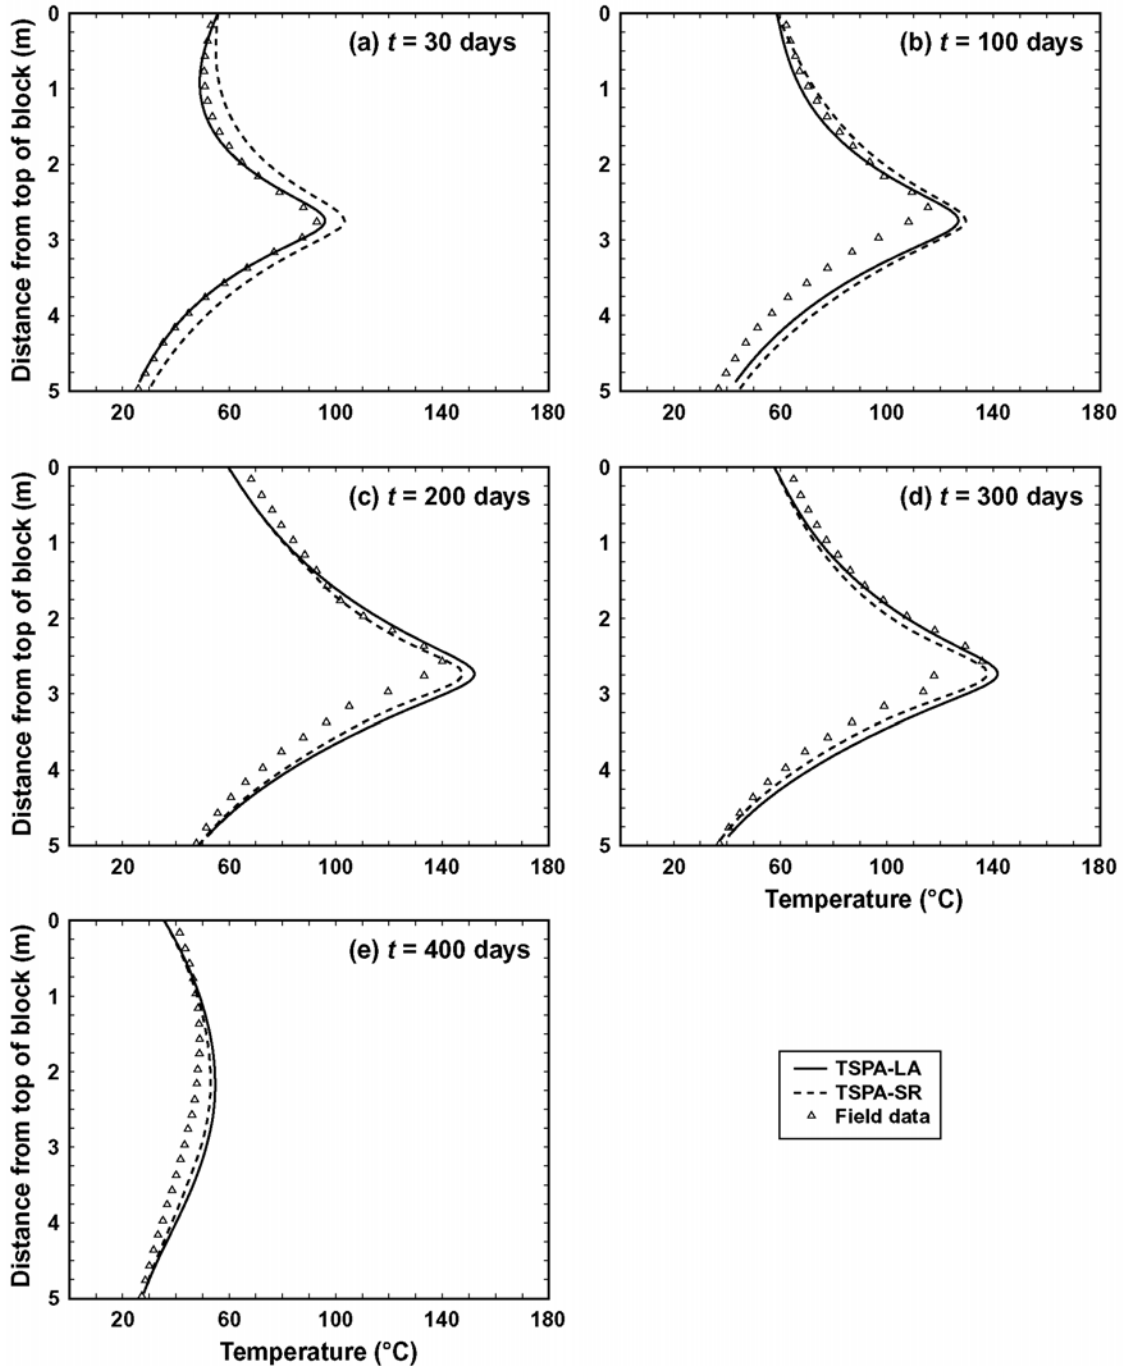 (a) t = 30 days
Distance from top of block (m)
0
1
2
3
4
5
20 60 100 140 180
(b) t = 100 days
0
1
2
3
4
5
20 60 100 140 180
(c) t = 200 days
Distance from top of block (m)
0
1
2
3
4
5
20 60 100 140 180
(d) t = 300 days
0
1
2
3
4
5
20 60 100 140 180
Temperature (°C)
(e) t = 400 days
Distance from top of block (m)
0
1
2
3
4
5
20 60 100 140 180
Temperature (°C)
TSPA-LA
TSPA-SR
Field data